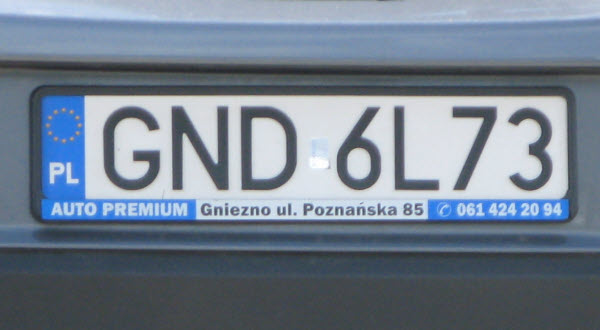 PL GND 6L73
AUTO PREMIUM Gniezno ul. Poznańska 85 ✆ 061 424 20 94